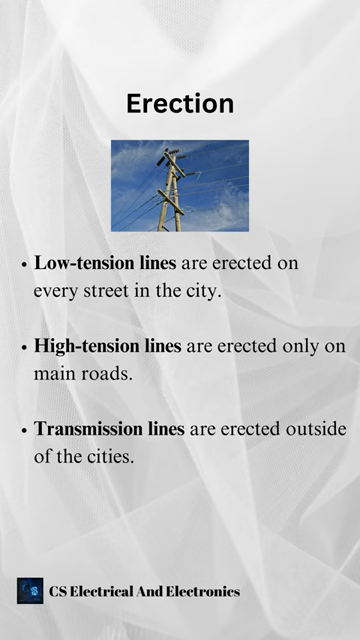 Erection
• Low-tension lines are erected on
every street in the city.
• High-tension lines are erected only on
main roads.
• Transmission lines are erected outside
of the cities.
CS Electrical And Electronics